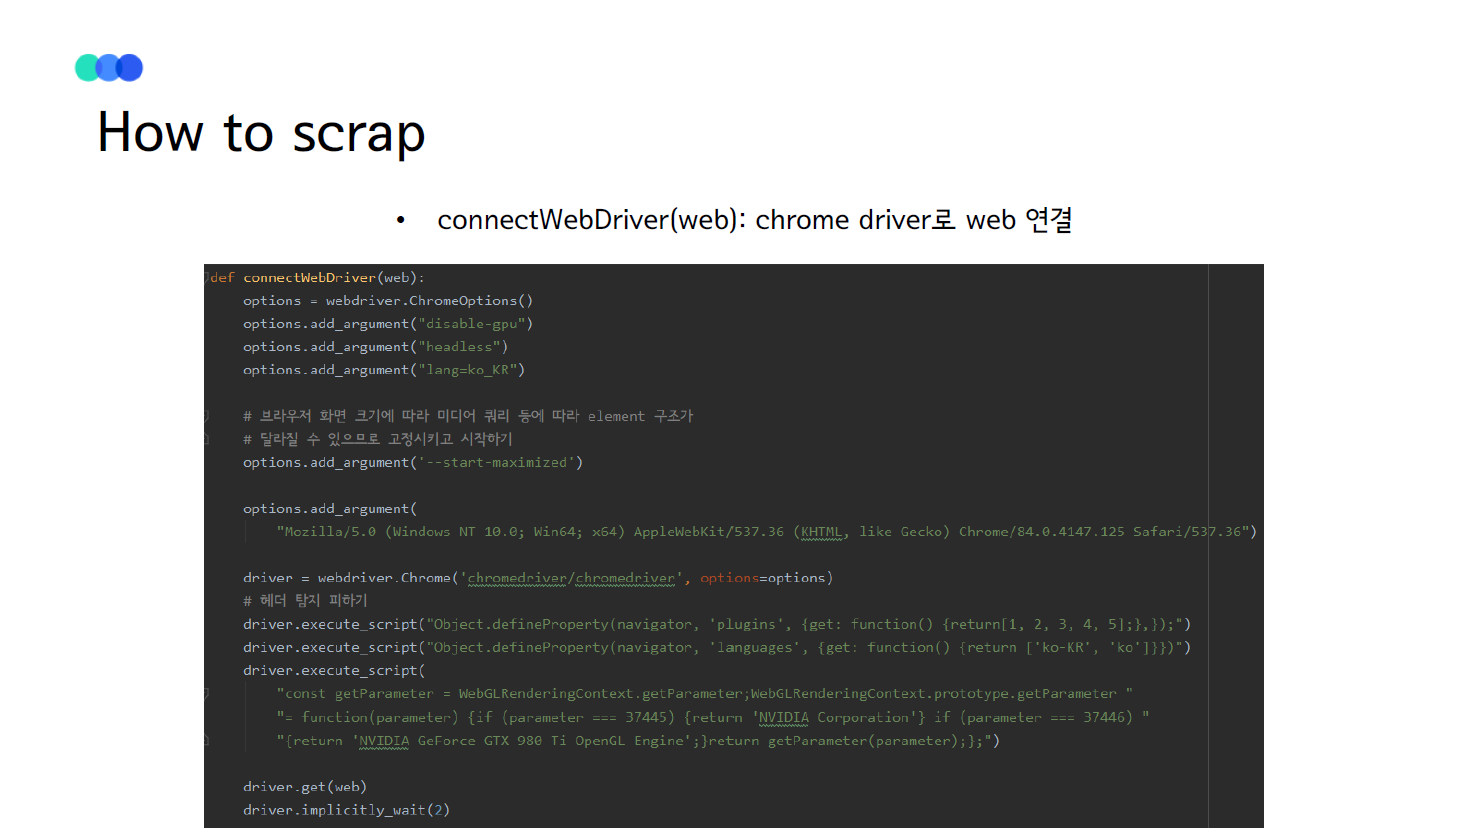 How to scrap
• connectWebDriver(web): chrome driver로 web 연결
def connectWebDriver(web):
options = webdriver.ChromeOptions()
options.add_argument("disable-gpu")
options.add_argument("headless")
options.add_argument("lang=ko_KR")
# 브라우저 화면 크기에 따라 미디어 쿼리 등에 따라 element 구조가
# 달라질 수 있으므로 고정시키고 시작하기
options.add_argument('--start-maximized')
options.add_argument(
"Mozilla/5.0 (Windows NT 10.0; Win64; x64) AppleWebKit/537.36 (KHTML, like Gecko) Chrome/84.0.4147.125 Safari/537.36")
driver = webdriver.Chrome('chromedriver/chromedriver', options=options)
# 헤더 탐지 피하기
driver.execute_script("Object.defineProperty(navigator, 'plugins', {get: function() {return[1, 2, 3, 4, 5];},});")
driver.execute_script("Object.defineProperty(navigator, 'languages', {get: function() {return ['ko-KR', 'ko']}})")
driver.execute_script(
"const getParameter = WebGLRenderingContext.getParameter;WebGLRenderingContext.prototype.getParameter "
"= function(parameter) {if (parameter === 37445) {return 'NVIDIA Corporation'} if (parameter === 37446) "
"{return 'NVIDIA GeForce GTX 980 Ti OpenGL Engine';}return getParameter(parameter);};")
driver.get(web)
driver.implicitly_wait(2)